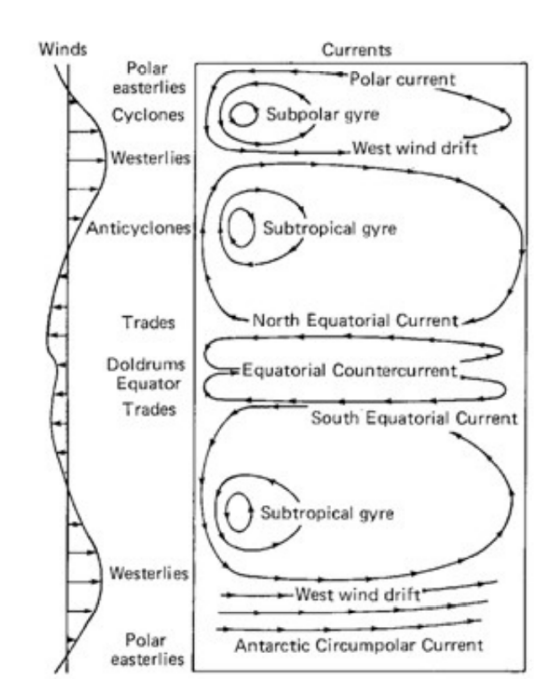 Winds
Currents
Polar
easterlies
Polar current
Cyclones
Subpolar gyre
West wind drift
Westerlies
Anticyclones
Subtropical gyre
Trades
North Equatorial Current
Doldrums
Equatorial Countercurrent
Equator
Trades
South Equatorial Current
Subtropical gyre
Westerlies
West wind drift
Polar
easterlies
Antarctic Circumpolar Current